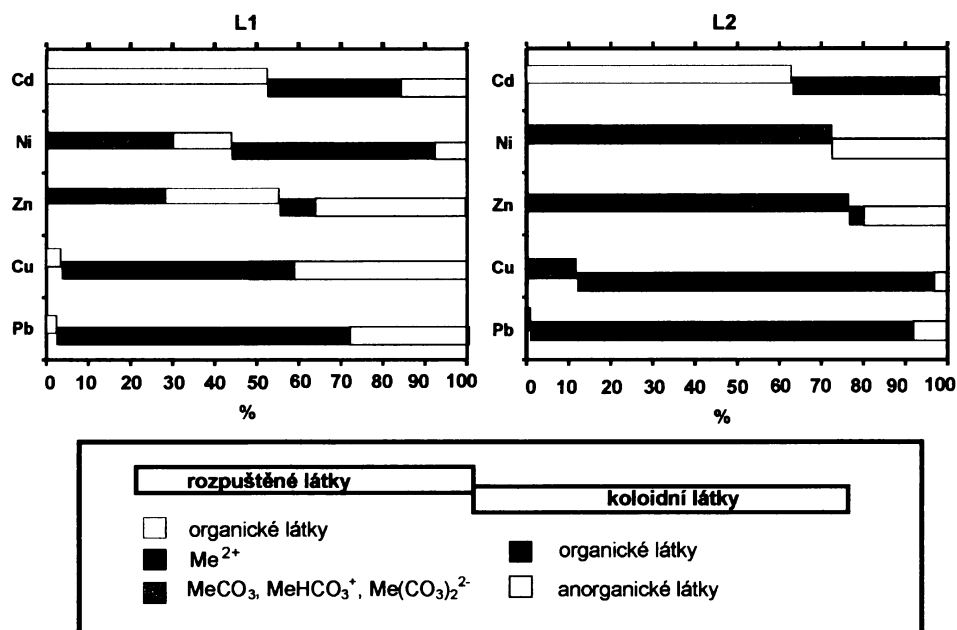 L1
Cd
Ni
Zn
Cu
Pb
0 10 20 30 40 50 60 70 80 90 100
%
L2
Cd
Ni
Zn
Cu
Pb
0 10 20 30 40 50 60 70 80 90 100
%
rozpuštěné látky
koloidní látky
organické látky
Me²⁺
MeCO₃, MeHCO₃⁺, Me(CO₃)₂²⁻
organické látky
anorganické látky